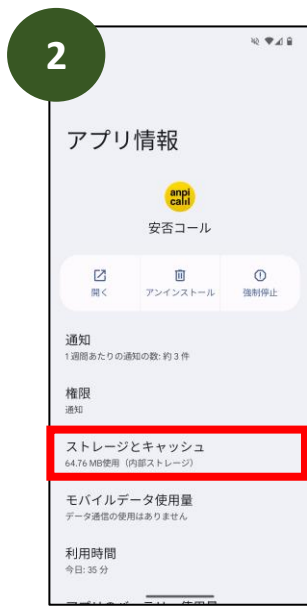 2
アプリ情報
anpi
call
安否コール
開く
アンインストール
強制停止
通知
1週間あたりの通知の数: 約 3 件
権限
通知
ストレージとキャッシュ
64.76 MB使用（内部ストレージ）
モバイルデータ使用量
データ通信の使用はありません
利用時間
今日: 35 分